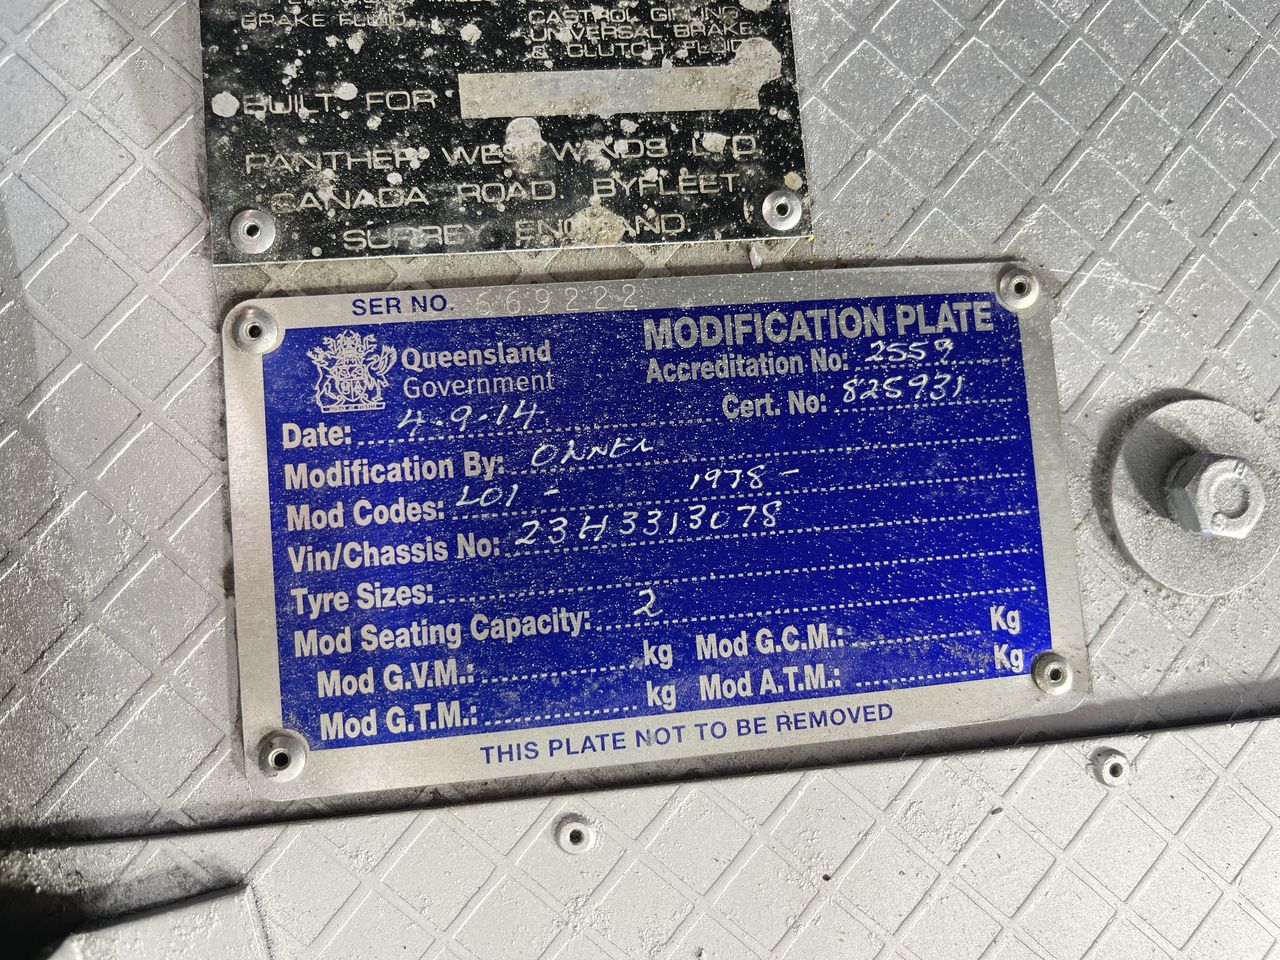 BRAKE FLUID.
CASTROL GIRLING
UNIVERSAL BRAKE
& CLUTCH FLUID
BUILT FOR
PANTHER WEST WINDS LTD
CANADA ROAD BYFLEET.
SURREY ENGLAND.
SER NO. 669222
Queensland
Government
MODIFICATION PLATE
Accreditation No: 2559
Cert. No: 825931
Date: 4-9-14
Modification By: OWNER
Mod Codes: LO1 - 1978-
Vin/Chassis No: 23H3313078
Tyre Sizes:
Mod Seating Capacity: 2
Mod G.V.M.: kg Mod G.C.M.: Kg
Mod G.T.M.: kg Mod A.T.M.: Kg
THIS PLATE NOT TO BE REMOVED